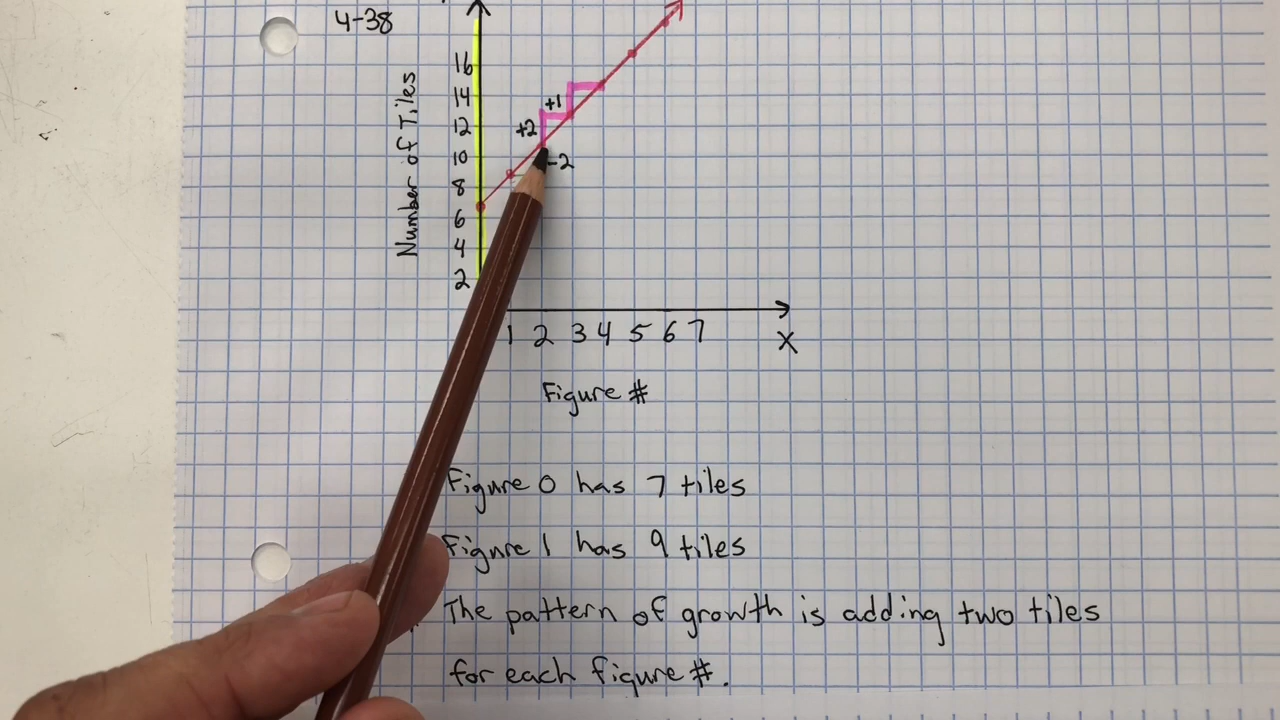 4-38
Number of Tiles
16
14
12
10
8
6
4
2
+1
+2
-2
1 2 3 4 5 6 7
X
Figure #
Figure 0 has 7 tiles
Figure 1 has 9 tiles
The pattern of growth is adding two tiles
for each figure #.